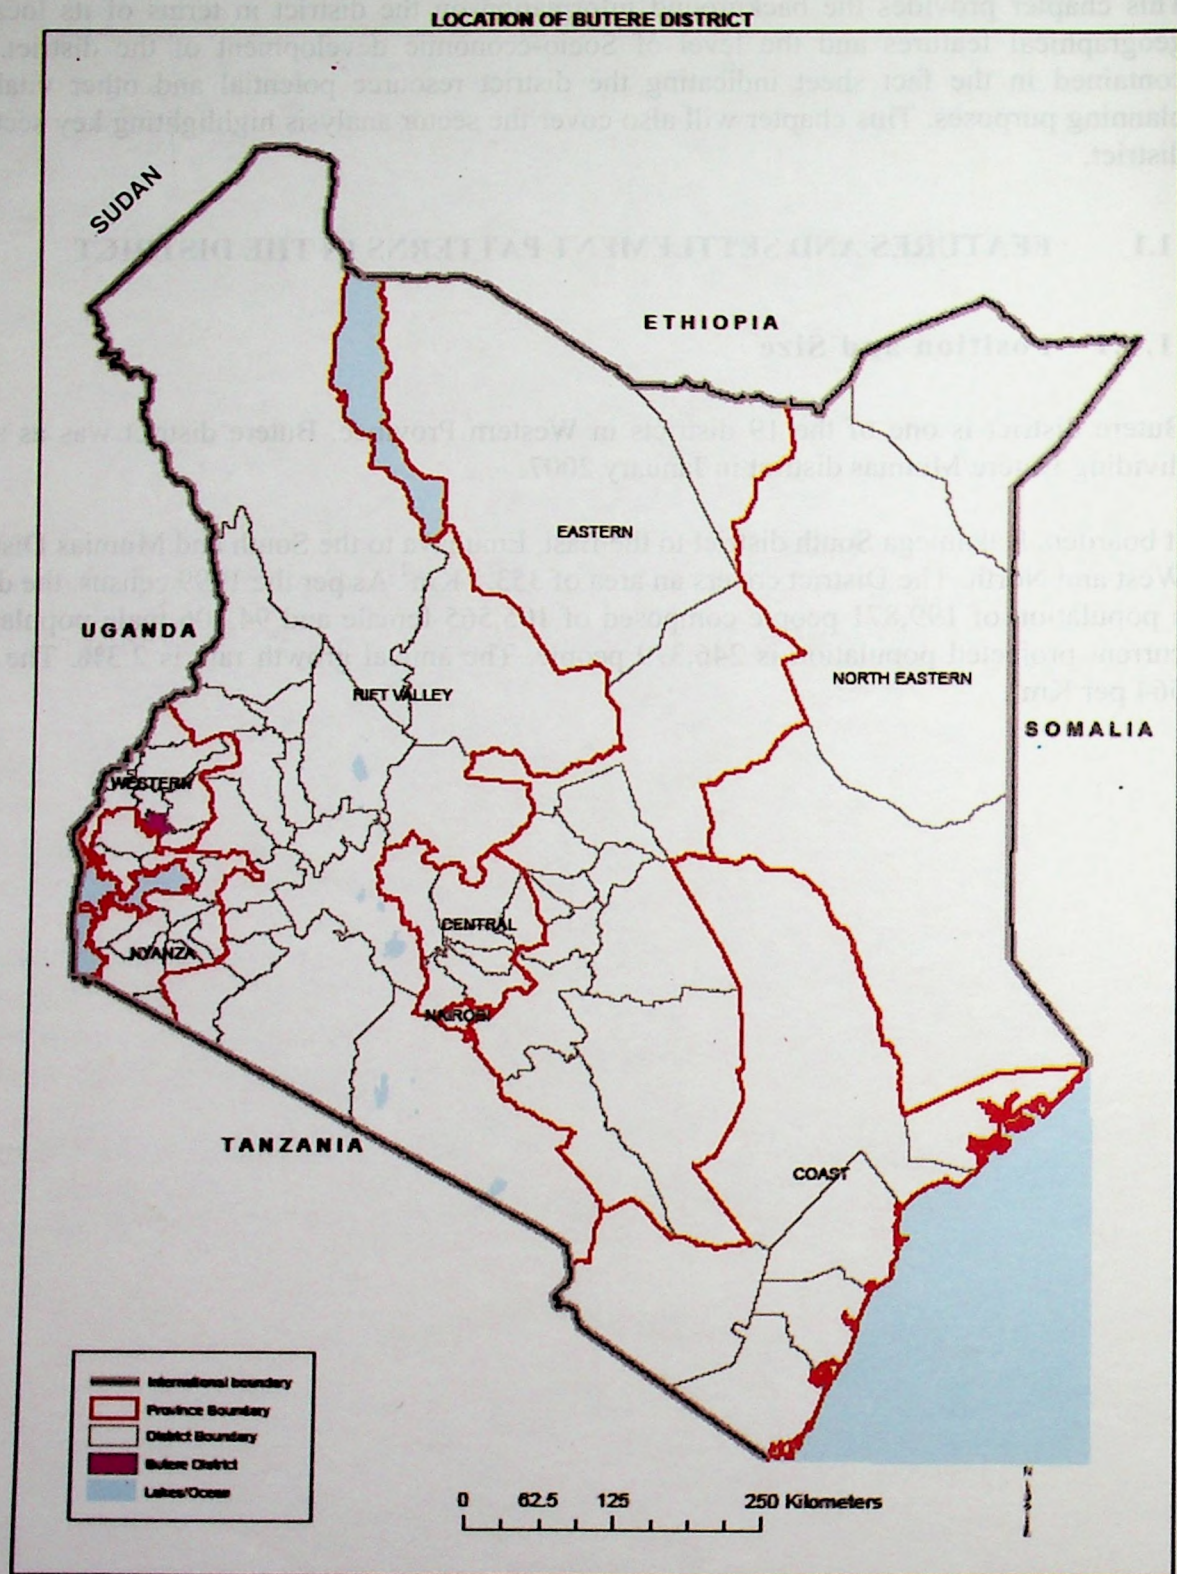 LOCATION OF BUTERE DISTRICT
SUDAN
ETHIOPIA
EASTERN
UGANDA
RIFT VALLEY
NORTH EASTERN
SOMALIA
WESTERN
CENTRAL
NYANZA
NAIROBI
TANZANIA
COAST
International boundary
Province Boundary
District Boundary
Butere District
Lakes/Ocean
0 62.5 125 250 Kilometers
N